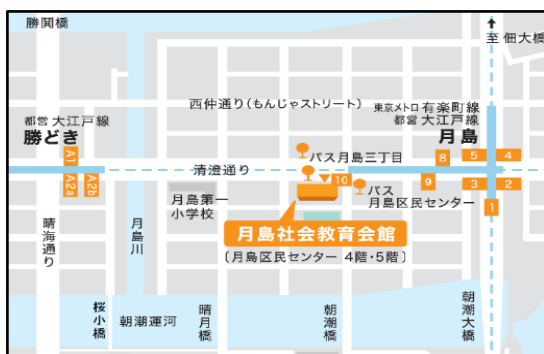 勝鬨橋
至 佃大橋
西仲通り(もんじゃストリート)
東京メトロ 有楽町線
都営 大江戸線
月島
都営 大江戸線
勝どき
A1
A2a
A2b
バス月島三丁目
清澄通り
8
5
4
10
9
3
2
1
バス
月島区民センター
月島第一
小学校
月島社会教育会館
(月島区民センター 4階・5階)
晴海通り
月島川
桜小橋
朝潮運河
晴月橋
朝潮橋
朝潮大橋